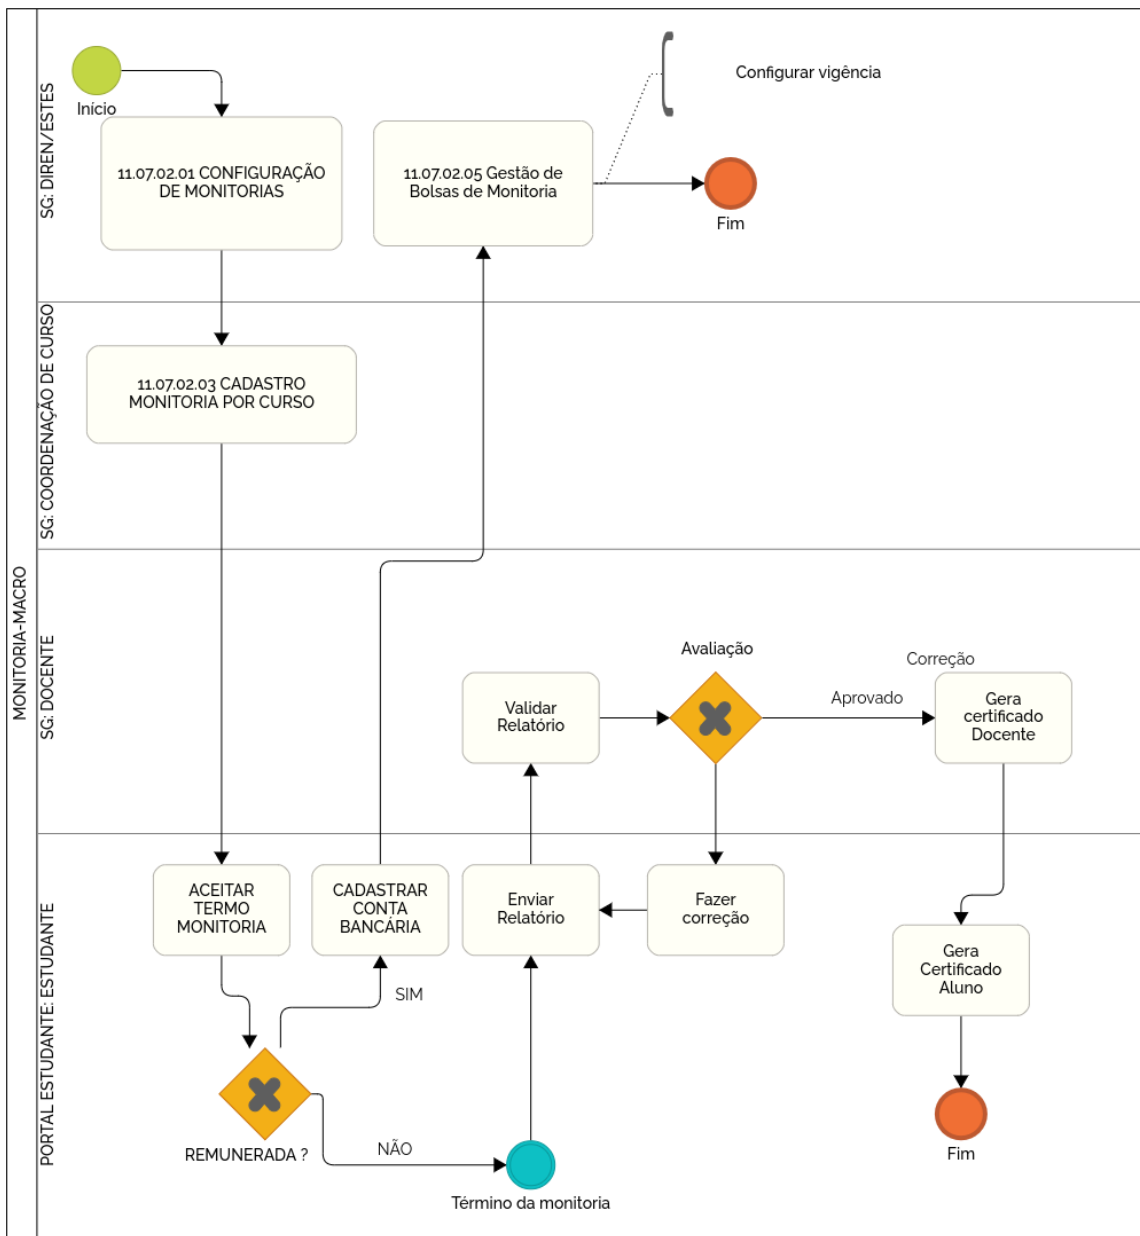 MONITORIA-MACRO
SG: DIREN/ESTES
Início
11.07.02.01 CONFIGURAÇÃO
DE MONITORIAS
11.07.02.05 Gestão de
Bolsas de Monitoria
Configurar vigência
Fim
SG: COORDENAÇÃO DE CURSO
11.07.02.03 CADASTRO
MONITORIA POR CURSO
SG: DOCENTE
Validar
Relatório
Avaliação
Aprovado
Correção
Gera
certificado
Docente
PORTAL ESTUDANTE: ESTUDANTE
ACEITAR
TERMO
MONITORIA
CADASTRAR
CONTA
BANCÁRIA
Enviar
Relatório
Fazer
correção
Gera
Certificado
Aluno
SIM
REMUNERADA ?
NÃO
Término da monitoria
Fim